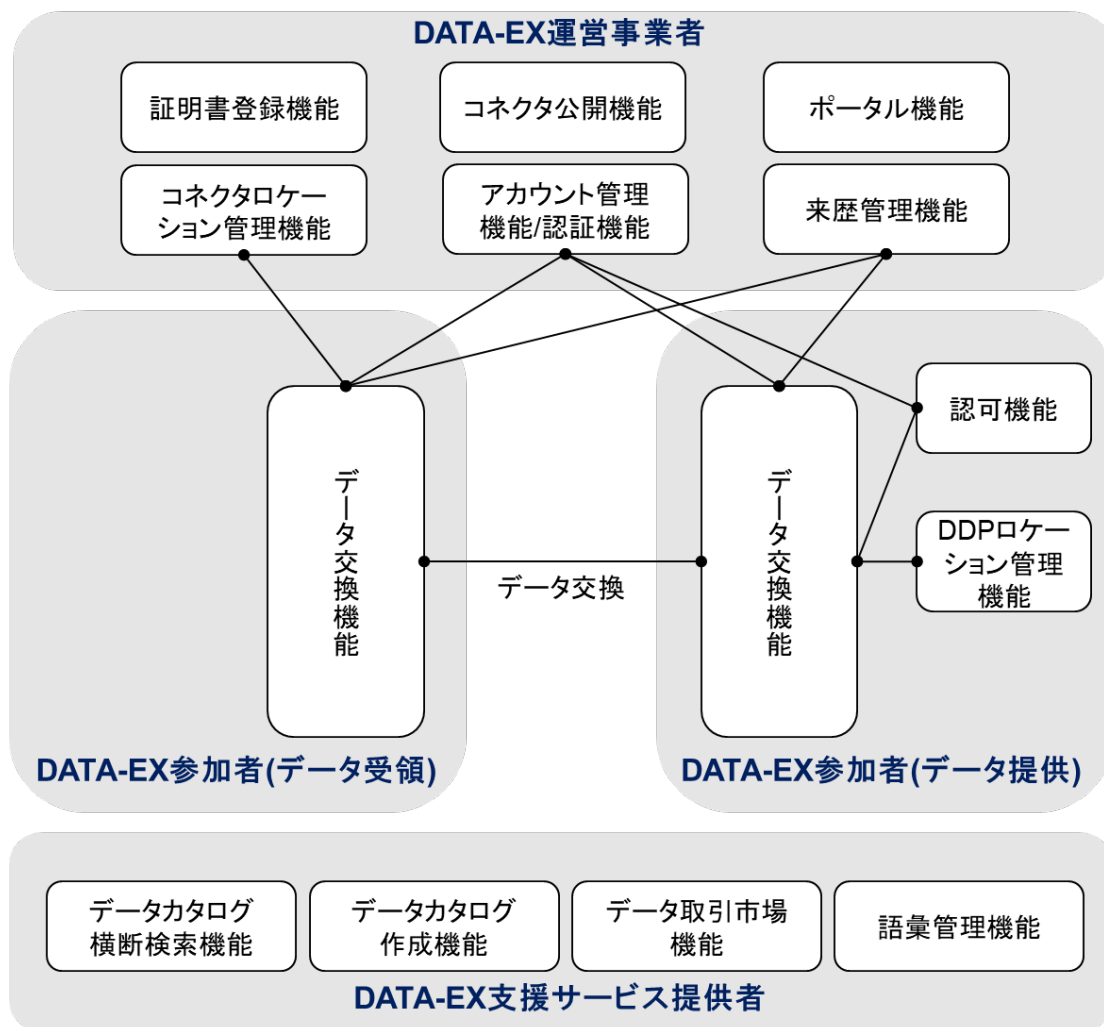 DATA-EX運営事業者
証明書登録機能
コネクタ公開機能
ポータル機能
コネクタロケー
ション管理機能
アカウント管理
機能/認証機能
来歴管理機能
データ交換機能
データ交換
データ交換機能
認可機能
DDPロケー
ション管理
機能
DATA-EX参加者(データ受領)
DATA-EX参加者(データ提供)
データカタログ
横断検索機能
データカタログ
作成機能
データ取引市場
機能
語彙管理機能
DATA-EX支援サービス提供者